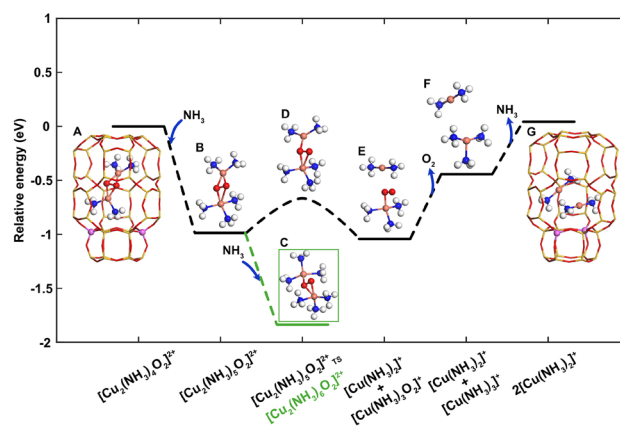 1
0.5
0
-0.5
-1
-1.5
-2
Relative energy (eV)
A
NH₃
B
NH₃
C
D
E
O₂
F
NH₃
G
[Cu₂(NH₃)₄O₂]²⁺
[Cu₂(NH₃)₅O₂]²⁺
[Cu₂(NH₃)₅O₂]²⁺ TS
[Cu₂(NH₃)₆O₂]²⁺
[Cu(NH₃)₂]⁺
+
[Cu(NH₃)₃O₂]⁺
[Cu(NH₃)₂]⁺
+
[Cu(NH₃)₃]⁺
2[Cu(NH₃)₂]⁺